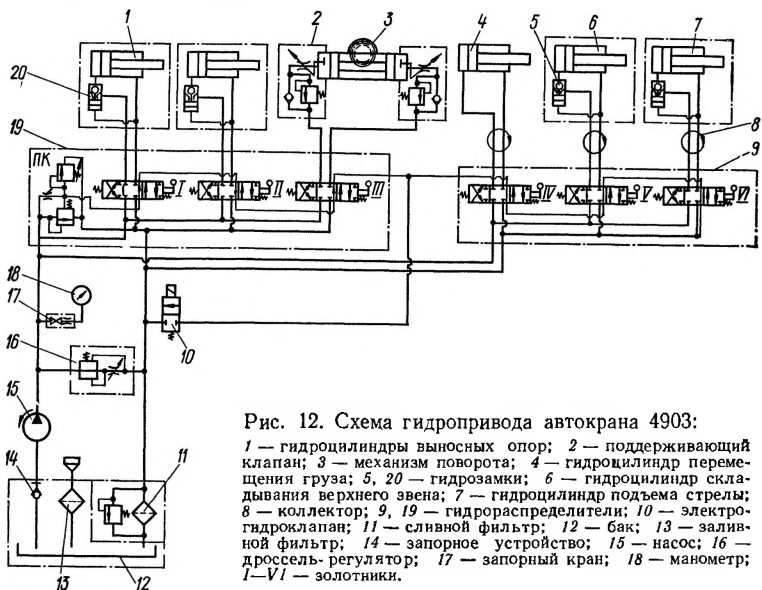 1
2
3
4
5
6
7
20
19
ПК
I
II
III
IV
V
VI
8
9
18
17
16
10
15
14
11
13
12
Рис. 12. Схема гидропривода автокрана 4903:
1 — гидроцилиндры выносных опор; 2 — поддерживающий
клапан; 3 — механизм поворота; 4 — гидроцилиндр переме-
щения груза; 5, 20 — гидрозамки; 6 — гидроцилиндр скла-
дывания верхнего звена; 7 — гидроцилиндр подъема стрелы;
8 — коллектор; 9, 19 — гидрораспределители; 10 — электро-
гидроклапан; 11 — сливной фильтр; 12 — бак; 13 — залив-
ной фильтр; 14 — запорное устройство; 15 — насос; 16 —
дроссель-регулятор; 17 — запорный кран; 18 — манометр;
I—VI — золотники.